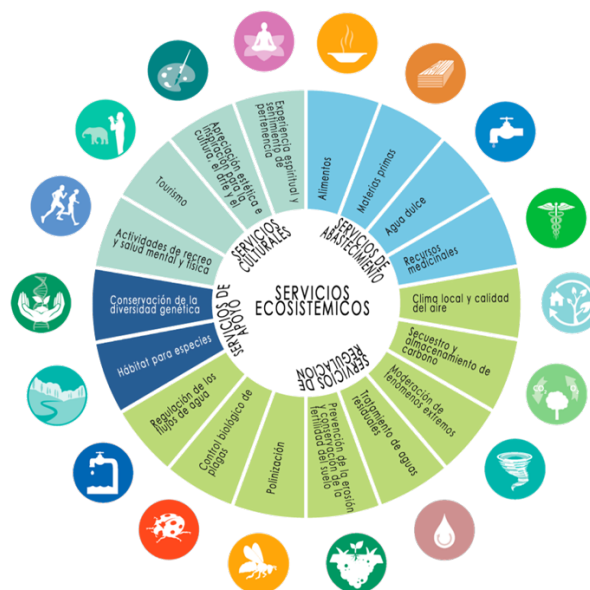 SERVICIOS
ECOSISTEMICOS
SERVICIOS DE
ABASTECIMIENTO
Alimentos
Materias primas
Agua dulce
Recursos
medicinales
SERVICIOS DE
REGULACIÓN
Clima local y calidad
del aire
Secuestro y
almacenamiento de
carbono
Moderación de
fenomenos extremos
Tratamiento de aguas
residuales
Prevención de la erosión
y conservación de la
fertilidad del suelo
Polinización
Control biológico de
plagas
Regulación de los
flujos de agua
SERVICIOS DE
APOYO
Hábitat para especies
Conservación de la
diversidad genética
SERVICIOS
CULTURALES
Actividades de recreo
y salud mental y física
Tourismo
Apreciación estética e
inspiración para la
cultura, el arte y el
Experiencia espiritual y
sentimiento de
pertenencia